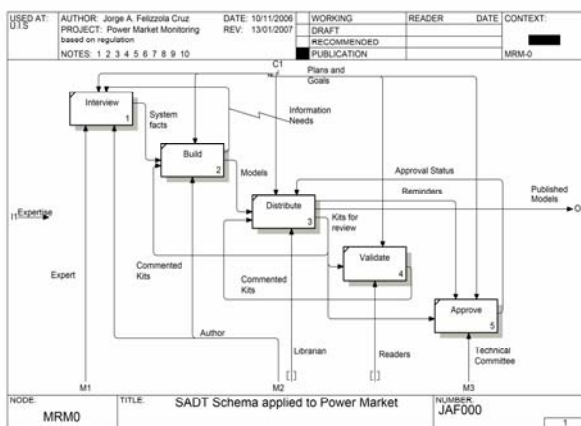 USED AT: AUTHOR: Jorge A. Felizzola Cruz DATE: 10/11/2006 WORKING READER DATE CONTEXT:
U.I.S PROJECT: Power Market Monitoring REV: 13/01/2007 DRAFT
based on regulation RECOMMENDED
NOTES: 1 2 3 4 5 6 7 8 9 10 PUBLICATION MRM-0
C1
Plans and
Goals
Interview
1
System
facts
Information
Needs
Build
2
Models
Approval Status
Reminders
Published
Models
Distribute
3
I1 Expertise
Kits for
review
Validate
4
Commented
Kits
Commented
Kits
Expert
Approve
5
Author
Librarian
Readers
Technical
Committee
M1
M2
M3
NODE: TITLE: NUMBER:
MRM0 SADT Schema applied to Power Market JAF000
1